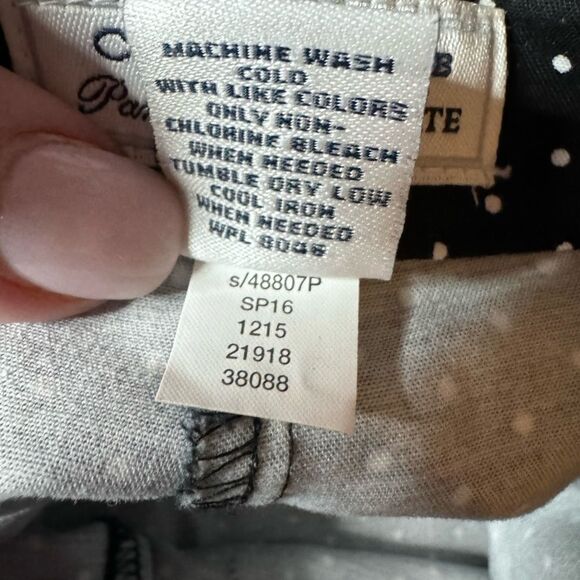 C B
Pa TE
MACHINE WASH
COLD
WITH LIKE COLORS
ONLY NON-
CHLORINE BLEACH
WHEN NEEDED
TUMBLE DRY LOW
COOL IRON
WHEN NEEDED
WPL 8046
s/48807P
SP16
1215
21918
38088